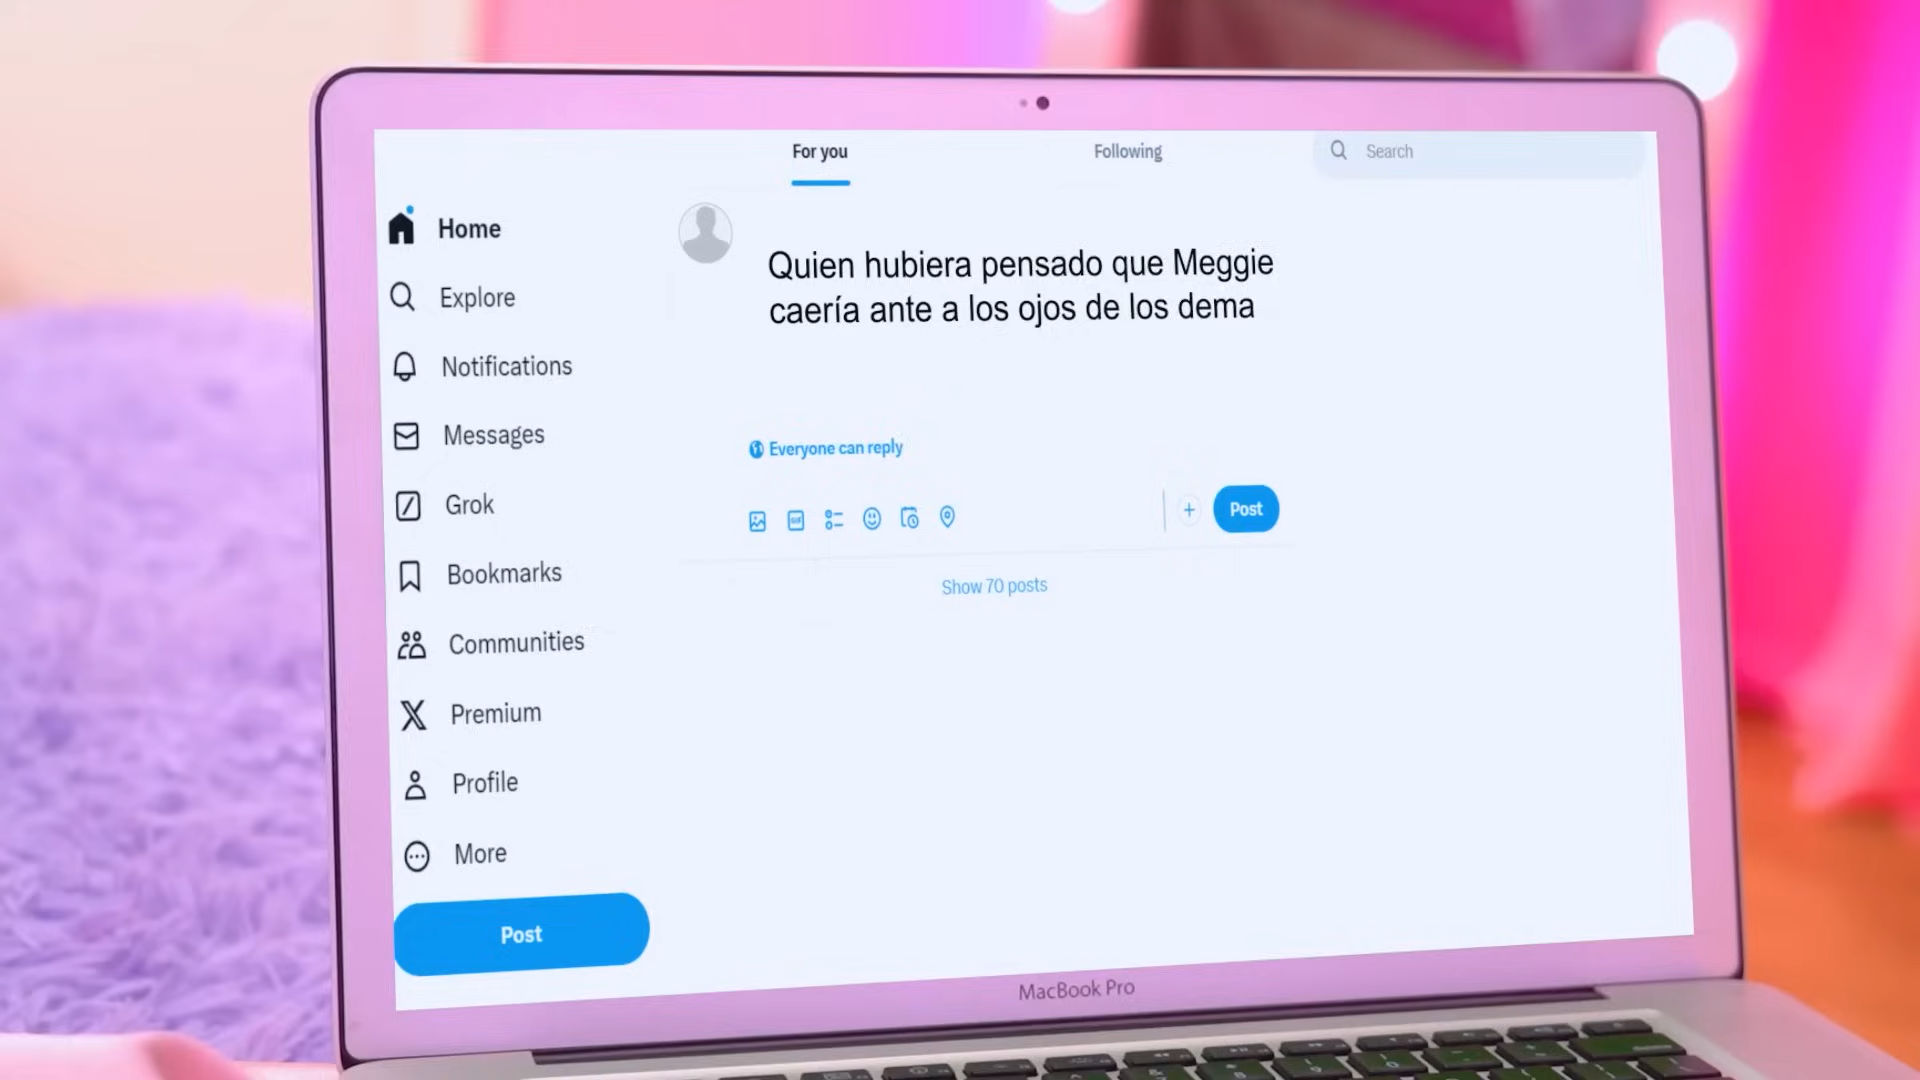 For you
Following
Search
Home
Explore
Notifications
Messages
Grok
Bookmarks
Communities
Premium
Profile
More
Post
Quien hubiera pensado que Meggie
caería ante a los ojos de los dema
Everyone can reply
GIF
Post
Show 70 posts
MacBook Pro